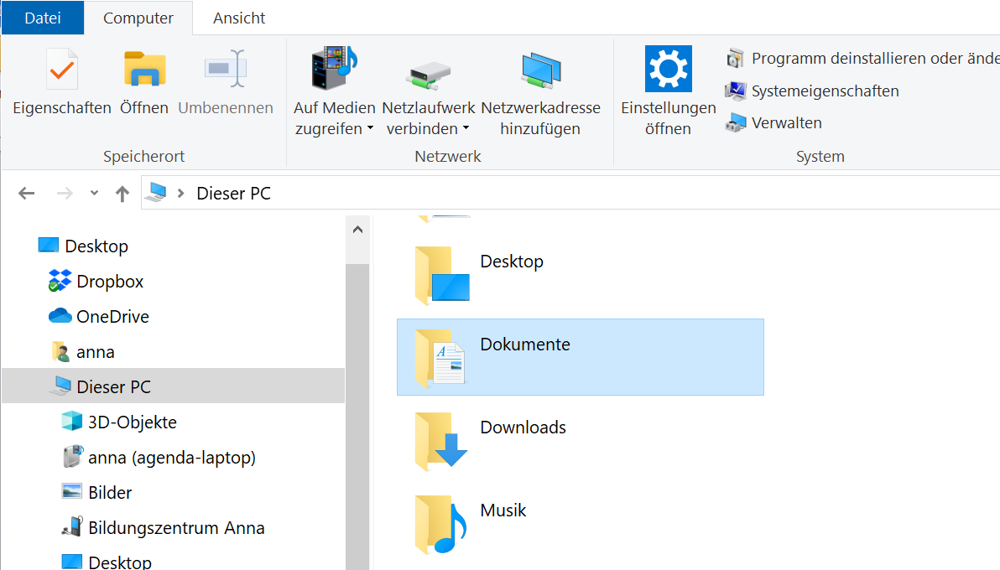 Datei Computer Ansicht
Eigenschaften Öffnen Umbenennen
Speicherort
Auf Medien zugreifen
Netzlaufwerk verbinden
Netzwerkadresse hinzufügen
Netzwerk
Einstellungen öffnen
Programm deinstallieren oder ände
Systemeigenschaften
Verwalten
System
Dieser PC
Desktop
Dropbox
OneDrive
anna
Dieser PC
3D-Objekte
anna (agenda-laptop)
Bilder
Bildungszentrum Anna
Desktop
Desktop
Dokumente
Downloads
Musik